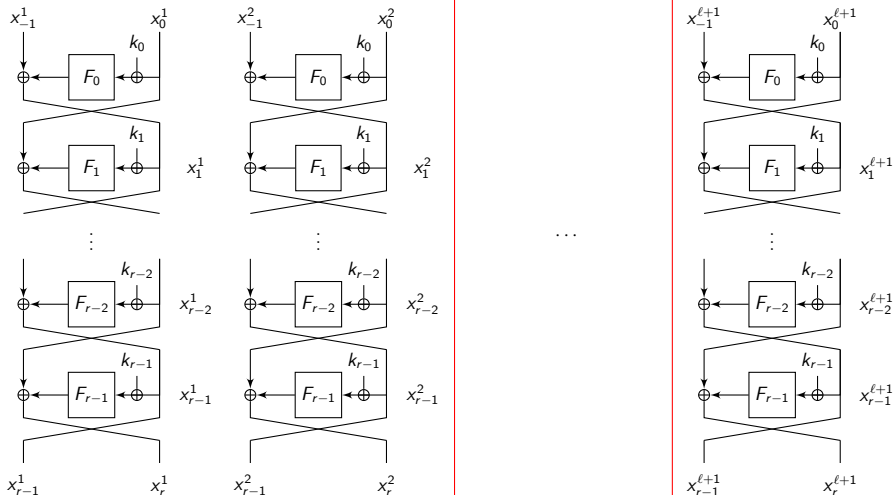 x_{-1}^1 x_0^1 x_{-1}^2 x_0^2 x_{-1}^{ℓ+1} x_0^{ℓ+1}
k_0 k_0 k_0
F_0 F_0 F_0
k_1 k_1 k_1
F_1 x_1^1 F_1 x_1^2 F_1 x_1^{ℓ+1}
⋮ ⋮ ⋯ ⋮
k_{r−2} k_{r−2} k_{r−2}
F_{r−2} x_{r−2}^1 F_{r−2} x_{r−2}^2 F_{r−2} x_{r−2}^{ℓ+1}
k_{r−1} k_{r−1} k_{r−1}
F_{r−1} x_{r−1}^1 F_{r−1} x_{r−1}^2 F_{r−1} x_{r−1}^{ℓ+1}
x_{r−1}^1 x_r^1 x_{r−1}^2 x_r^2 x_{r−1}^{ℓ+1} x_r^{ℓ+1}